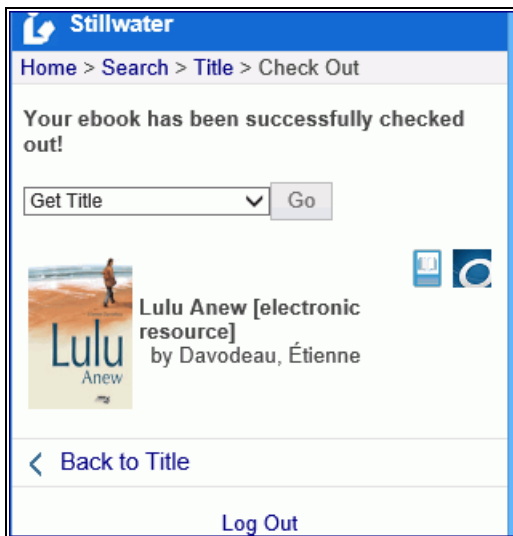 Stillwater
Home > Search > Title > Check Out
Your ebook has been successfully checked
out!
Get Title
Go
Lulu Anew [electronic
resource]
by Davodeau, Étienne
Lulu
Anew
Back to Title
Log Out